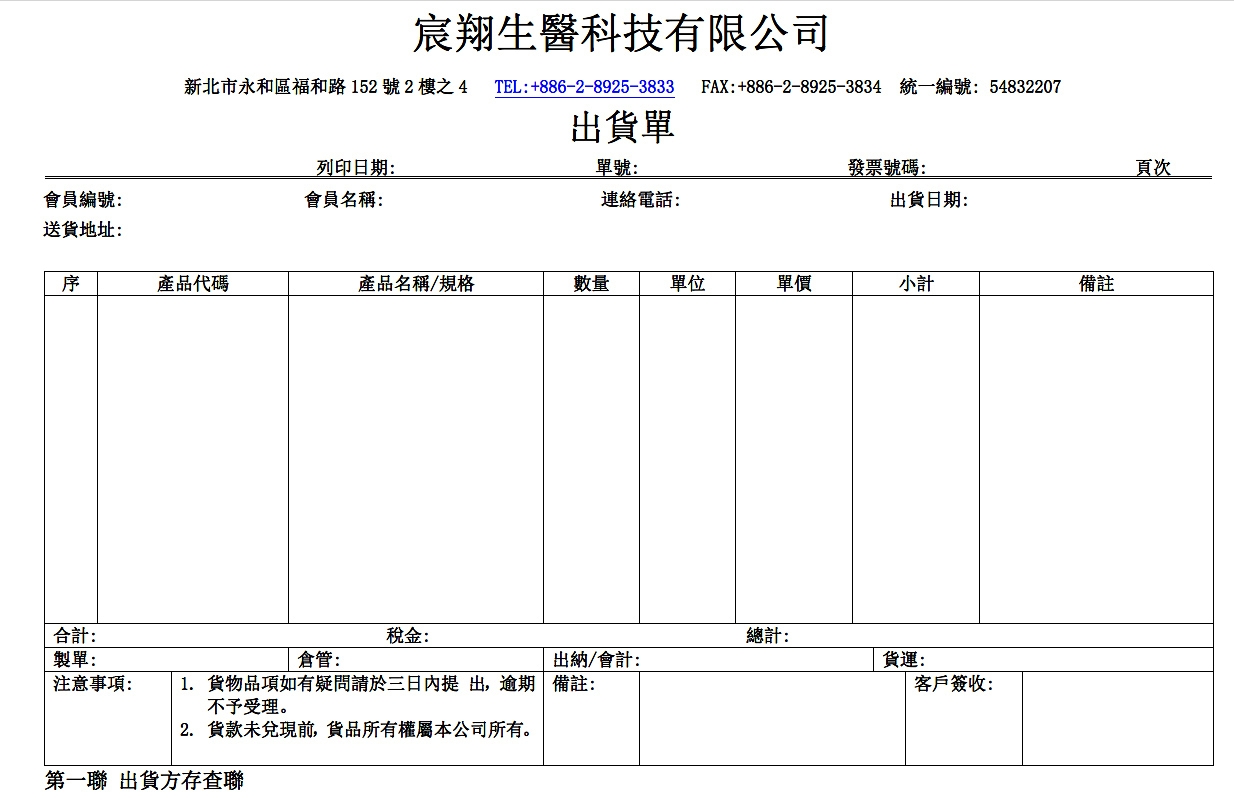 宸翔生醫科技有限公司
新北市永和區福和路 152 號 2 樓之 4 TEL:+886-2-8925-3833 FAX:+886-2-8925-3834 統一編號: 54832207
出貨單
列印日期: 單號: 發票號碼: 頁次
會員編號: 會員名稱: 連絡電話: 出貨日期:
送貨地址:
序 產品代碼 產品名稱/規格 數量 單位 單價 小計 備註
合計: 稅金: 總計:
製單: 倉管: 出納/會計: 貨運:
注意事項: 1. 貨物品項如有疑問請於三日內提 出,逾期 備註: 客戶簽收:
不予受理。
2. 貨款未兌現前,貨品所有權屬本公司所有。
第一聯 出貨方存查聯